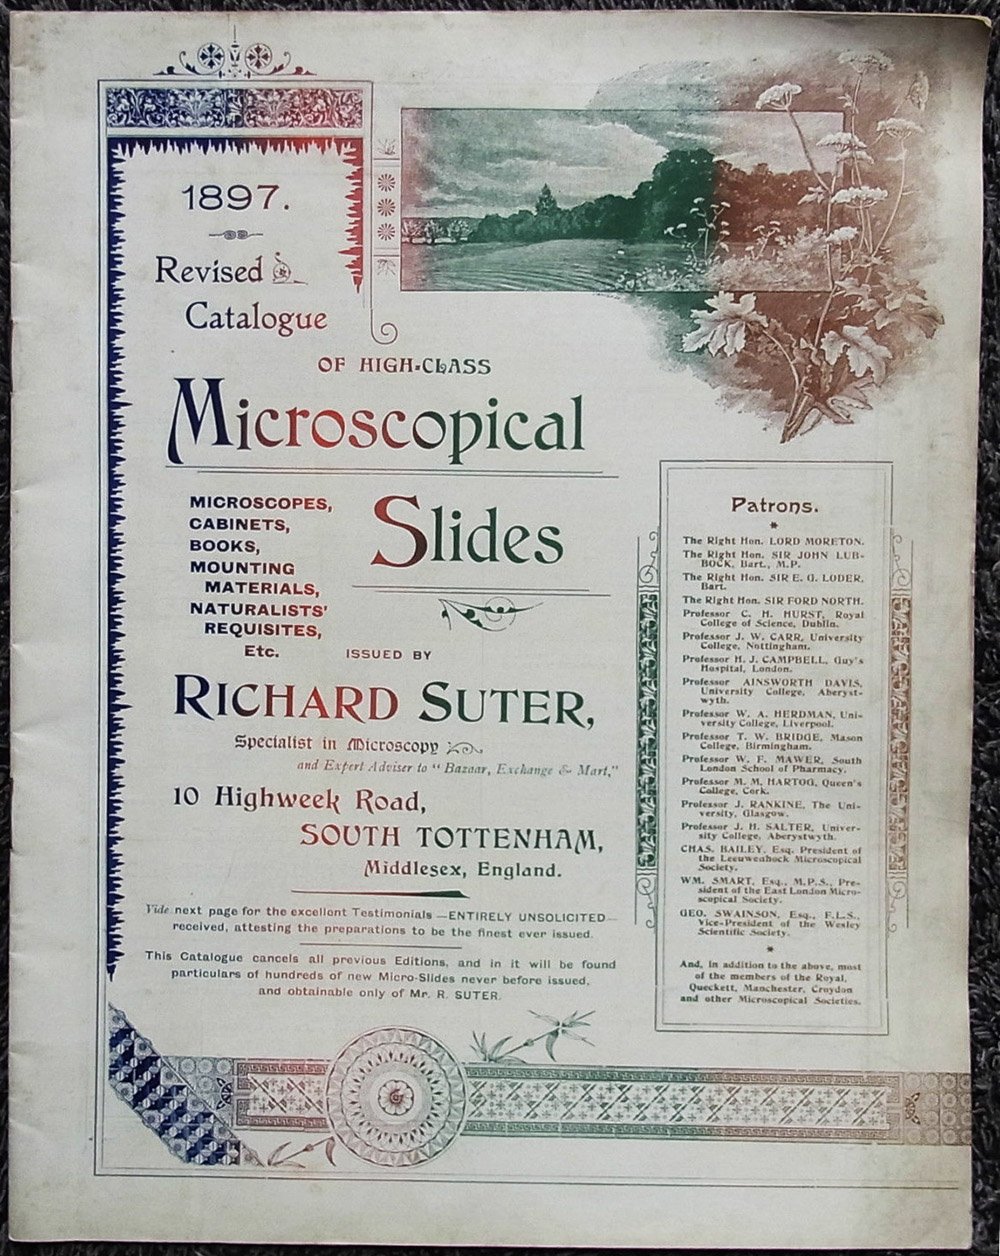 1897.
Revised
Catalogue
OF HIGH-CLASS
Microscopical
Slides
MICROSCOPES,
CABINETS,
BOOKS,
MOUNTING
MATERIALS,
NATURALISTS'
REQUISITES,
Etc.
ISSUED BY
RICHARD SUTER,
Specialist in Microscopy
and Expert Adviser to "Bazaar, Exchange & Mart,"
10 Highweek Road,
SOUTH TOTTENHAM,
Middlesex, England.
Vide next page for the excellent Testimonials—ENTIRELY UNSOLICITED—
received, attesting the preparations to be the finest ever issued.
This Catalogue cancels all previous Editions, and in it will be found
particulars of hundreds of new Micro-Slides never before issued,
and obtainable only of Mr. R. SUTER.
Patrons.
The Right Hon. LORD MORETON.
The Right Hon. SIR JOHN LUB-
BOCK, Bart., M.P.
The Right Hon. SIR E. G. LODER,
Bart.
The Right Hon. SIR FORD NORTH.
Professor C. H. HURST, Royal
College of Science, Dublin.
Professor J. W. CARR, University
College, Nottingham.
Professor H. J. CAMPBELL, Guy's
Hospital, London.
Professor AINSWORTH DAVIS,
University College, Aberyst-
wyth.
Professor W. A. HERDMAN, Uni-
versity College, Liverpool.
Professor T. W. BRIDGE, Mason
College, Birmingham.
Professor W. F. MAWER, South
London School of Pharmacy.
Professor M. M. HARTOG, Queen's
College, Cork.
Professor J. RANKINE, The Uni-
versity, Glasgow.
Professor J. H. SALTER, Univer-
sity College, Aberystwyth.
CHAS. BAILEY, Esq. President of
the Leeuwenhoek Microscopical
Society.
WM. SMART, Esq., M.P.S., Pre-
sident of the East London Micro-
scopical Society.
GEO. SWAINSON, Esq., F.L.S.,
Vice-President of the Wesley
Scientific Society.
And, in addition to the above, most
of the members of the Royal,
Queckett, Manchester, Croydon
and other Microscopical Societies.